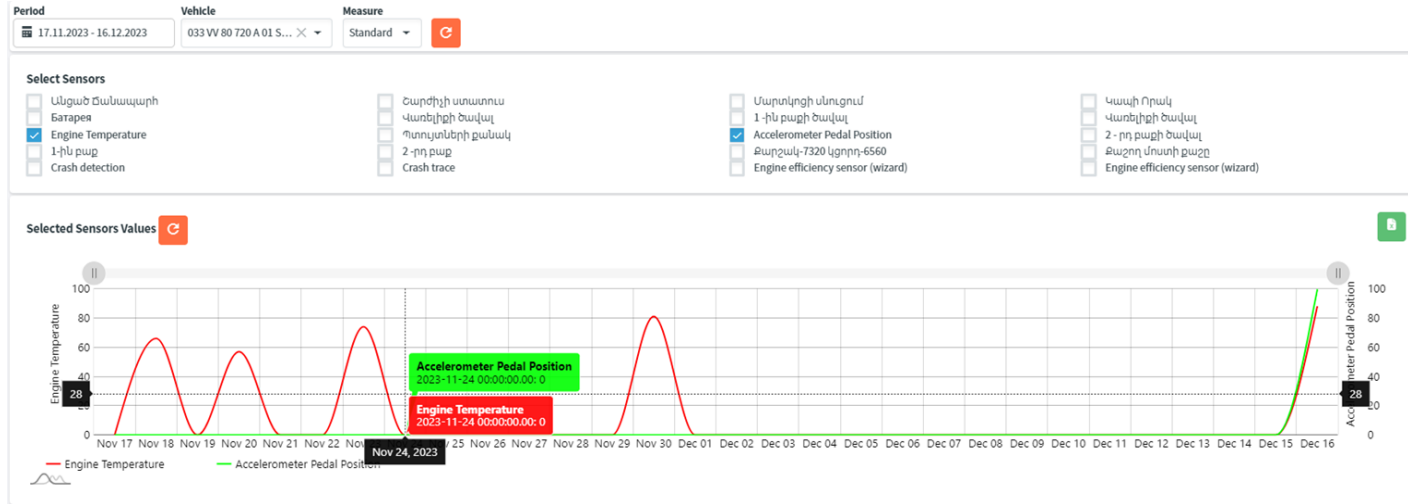 Period Vehicle Measure
17.11.2023 - 16.12.2023 033 VV 80 720 A 01 S... Standard
Select Sensors
Անցած Ճանապարհ Շարժիչի ստատուս Մարտկոցի սնուցում Կապի Որակ
Батарея Վառելիքի ծավալ 1 -ին բաքի ծավալ Վառելիքի ծավալ
Engine Temperature Պտույտների քանակ Accelerometer Pedal Position 2 - րդ բաքի ծավալ
1-ին բաք 2 -րդ բաք Քարշակ-7320 կցորդ-6560 Քաշող մոստի քաշը
Crash detection Crash trace Engine efficiency sensor (wizard) Engine efficiency sensor (wizard)
Selected Sensors Values
100 100
80 80
60 60
40 40
20
0 0
Engine Temperature
28 28
Accelerometer Pedal Position
2023-11-24 00:00:00.00: 0
Engine Temperature
2023-11-24 00:00:00.00: 0
Nov 17 Nov 18 Nov 19 Nov 20 Nov 21 Nov 22 Nov 25 Nov 26 Nov 27 Nov 28 Nov 29 Nov 30 Dec 01 Dec 02 Dec 03 Dec 04 Dec 05 Dec 06 Dec 07 Dec 08 Dec 09 Dec 10 Dec 11 Dec 12 Dec 13 Dec 14 Dec 15 Dec 16
Nov 24, 2023
Engine Temperature Accelerometer Pedal Position